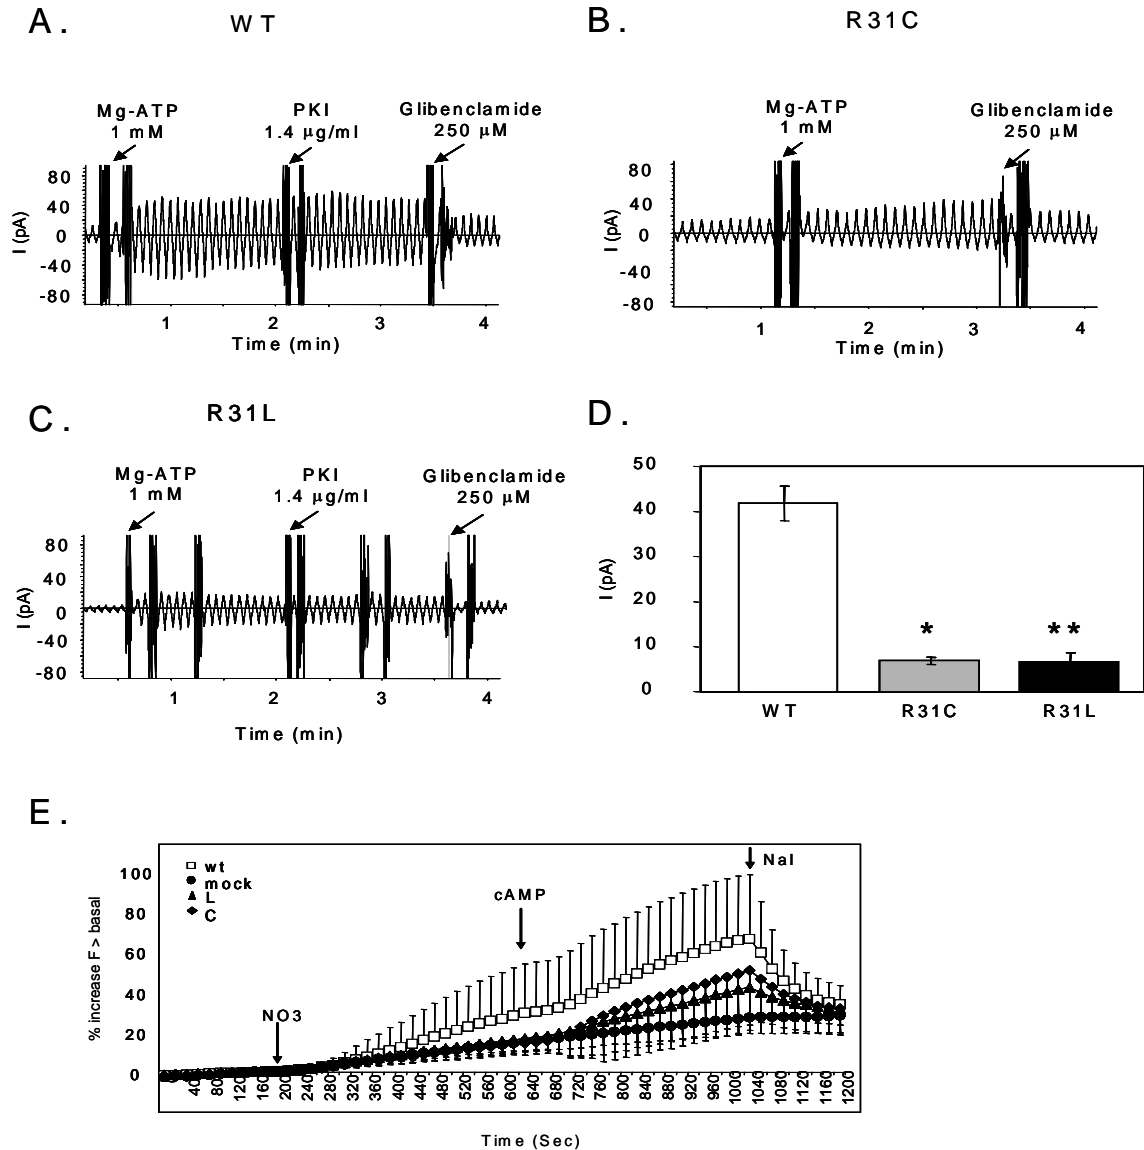 A. WT
Mg-ATP
1 mM
PKI
1.4 µg/ml
Glibenclamide
250 µM
I (pA)
80
40
0
-40
-80
1 2 3 4
Time (min)
B. R31C
Mg-ATP
1 mM
Glibenclamide
250 µM
I (pA)
80
40
0
-40
-80
1 2 3 4
Time (min)
C. R31L
Mg-ATP
1 mM
PKI
1.4 µg/ml
Glibenclamide
250 µM
I (pA)
80
40
0
-40
-80
1 2 3 4
Time (min)
D.
I (pA)
50
40
30
20
10
0
* **
WT R31C R31L
E.
% increase F > basal
100
80
60
40
20
0
wt
mock
L
C
NO3
cAMP
NaI
40 80 120 160 200 240 280 320 360 400 440 480 520 560 600 640 680 720 760 800 840 880 920 960 1000 1040 1080 1120 1160 1200
Time (Sec)